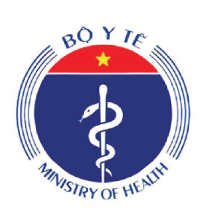 BỘ Y TẾ
MINISTRY OF HEALTH